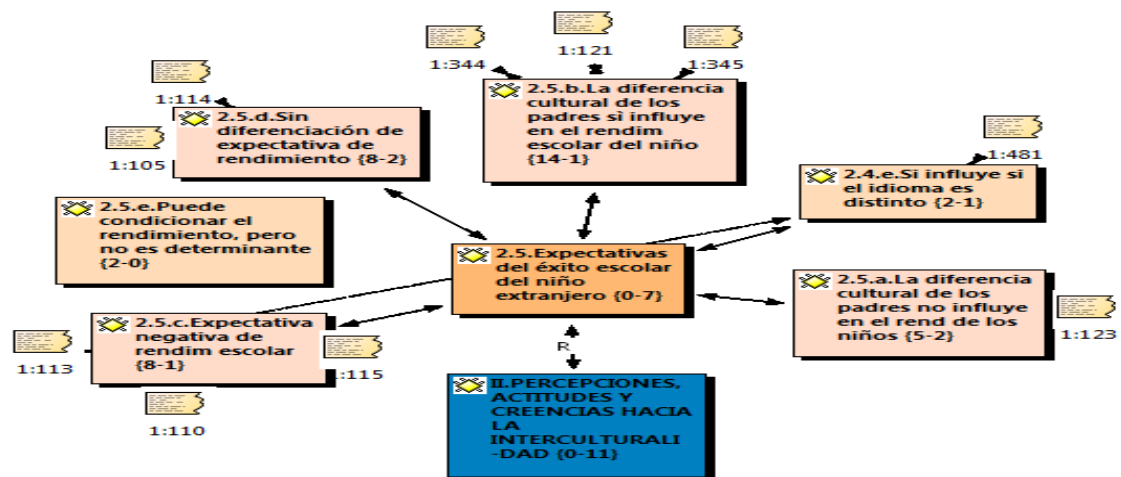 1:344
1:121
1:345
1:114
2.5.d.Sin
diferenciación de
expectativa de
rendimiento {8-2}
1:105
2.5.b.La diferencia
cultural de los
padres si influye
en el rendim
escolar del niño
{14-1}
1:481
2.4.e.Si influye si
el idioma es
distinto {2-1}
2.5.e.Puede
condicionar el
rendimiento, pero
no es determinante
{2-0}
2.5.Expectativas
del éxito escolar
del niño
extranjero {0-7}
2.5.a.La diferencia
cultural de los
padres no influye
en el rend de los
niños {5-2}
1:123
2.5.c.Expectativa
negativa de
rendim escolar
{8-1}
1:113
1:115
1:110
R
II.PERCEPCIONES,
ACTITUDES Y
CREENCIAS HACIA
LA
INTERCULTURALI
-DAD {0-11}